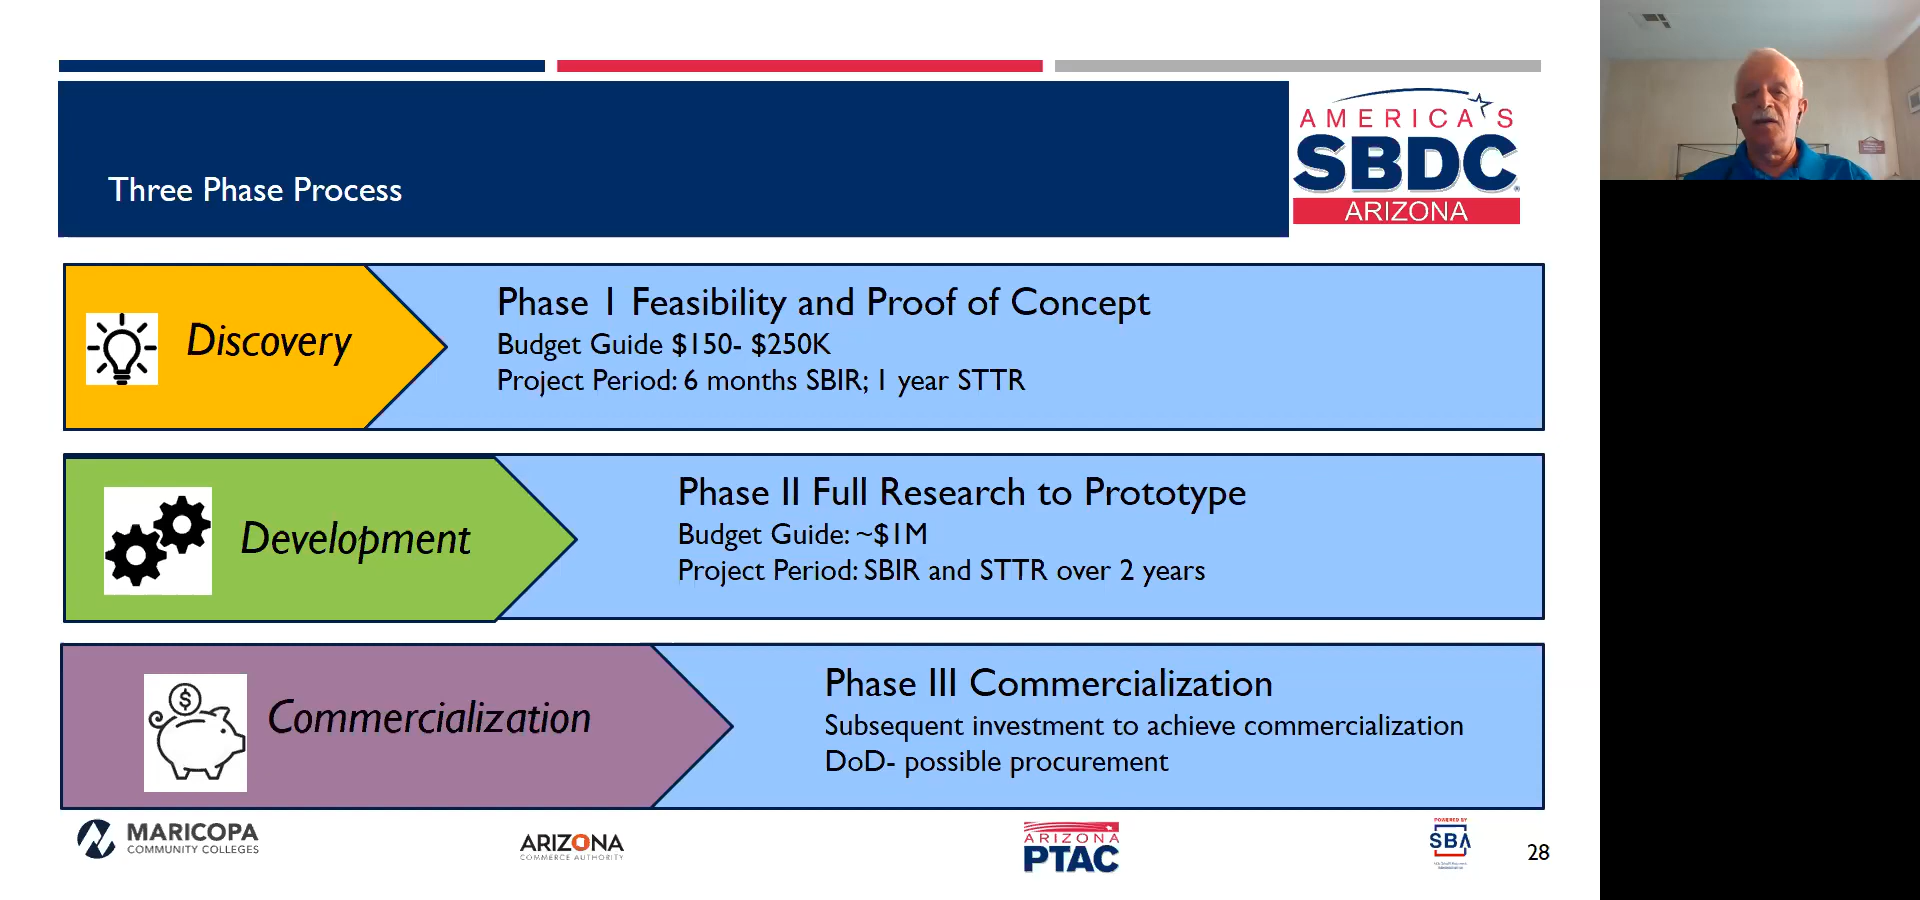 AMERICA'S
SBDC
ARIZONA
Three Phase Process
Discovery
Phase 1 Feasibility and Proof of Concept
Budget Guide $150- $250K
Project Period: 6 months SBIR; 1 year STTR
Development
Phase II Full Research to Prototype
Budget Guide: ~$1M
Project Period: SBIR and STTR over 2 years
Commercialization
Phase III Commercialization
Subsequent investment to achieve commercialization
DoD- possible procurement
MARICOPA
COMMUNITY COLLEGES
ARIZONA
COMMERCE AUTHORITY
ARIZONA
PTAC
POWERED BY
SBA
28